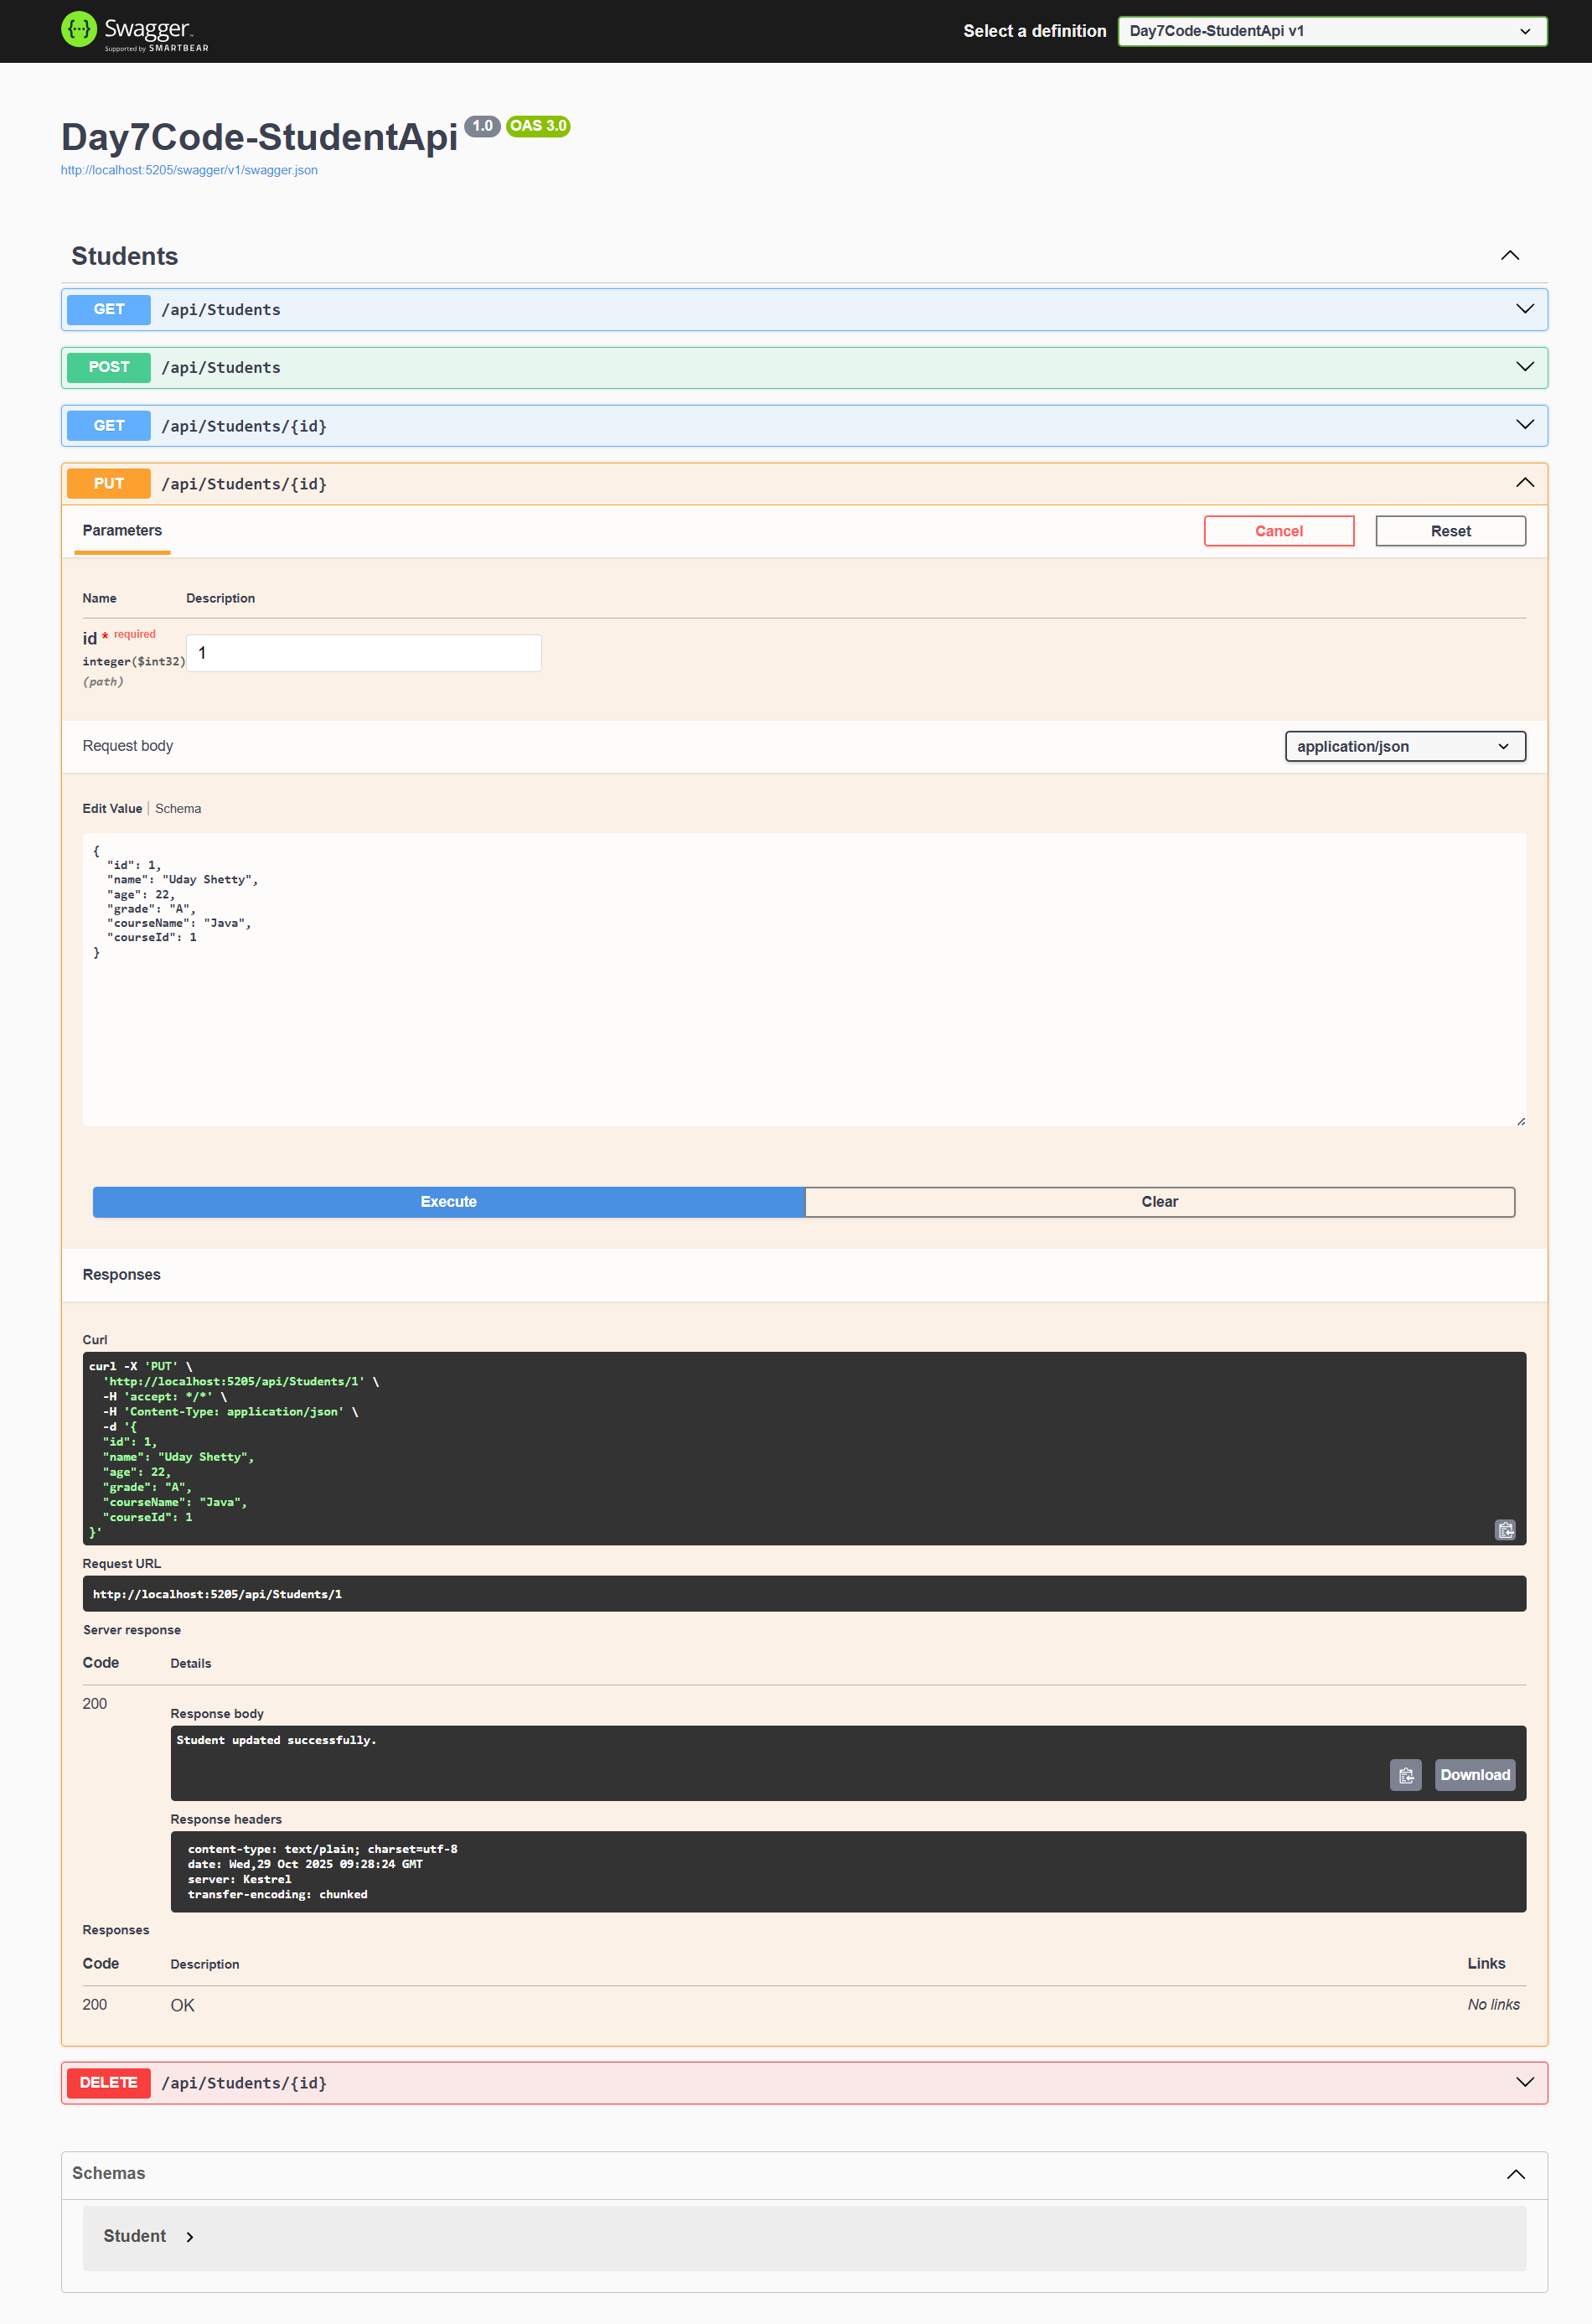 Swagger
Supported by SMARTBEAR
Select a definition
Day7Code-StudentApi v1
Day7Code-StudentApi 1.0 OAS 3.0
http://localhost:5205/swagger/v1/swagger.json
Students
GET /api/Students
POST /api/Students
GET /api/Students/{id}
PUT /api/Students/{id}
Parameters
Cancel
Reset
Name Description
id * required
integer($int32)
(path)
1
Request body
application/json
Edit Value | Schema
{
  "id": 1,
  "name": "Uday Shetty",
  "age": 22,
  "grade": "A",
  "courseName": "Java",
  "courseId": 1
}
Execute
Clear
Responses
Curl
curl -X 'PUT' \
  'http://localhost:5205/api/Students/1' \
  -H 'accept: */*' \
  -H 'Content-Type: application/json' \
  -d '{
  "id": 1,
  "name": "Uday Shetty",
  "age": 22,
  "grade": "A",
  "courseName": "Java",
  "courseId": 1
}'
Request URL
http://localhost:5205/api/Students/1
Server response
Code Details
200
Response body
Student updated successfully.
Download
Response headers
content-type: text/plain; charset=utf-8
date: Wed,29 Oct 2025 09:28:24 GMT
server: Kestrel
transfer-encoding: chunked
Responses
Code Description Links
200 OK No links
DELETE /api/Students/{id}
Schemas
Student